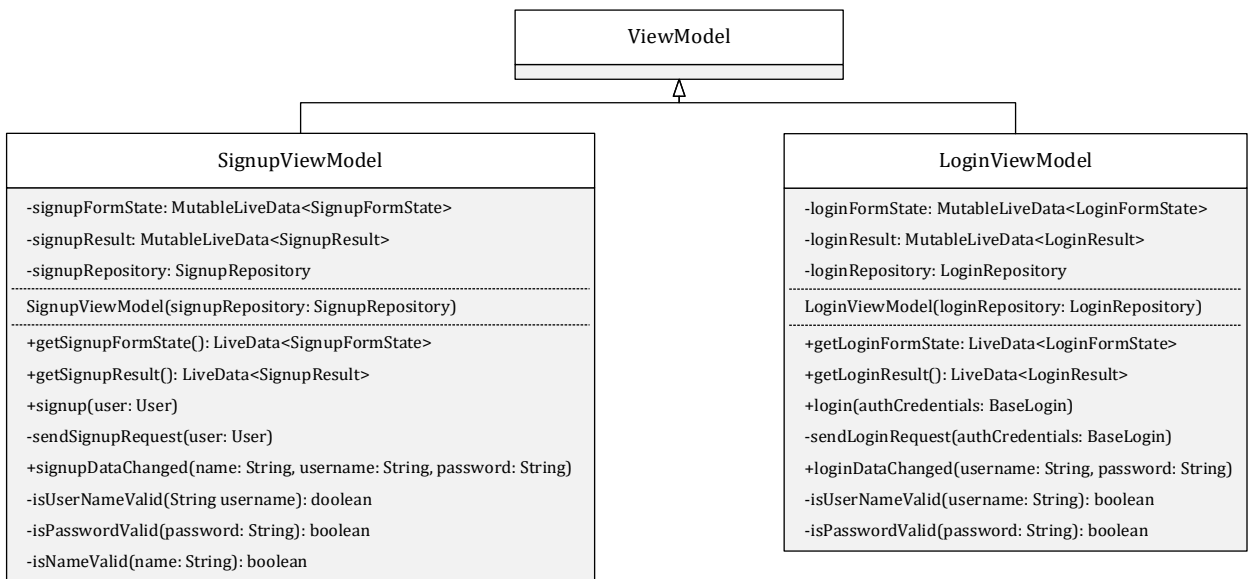 ViewModel
SignupViewModel
-signupFormState: MutableLiveData<SignupFormState>
-signupResult: MutableLiveData<SignupResult>
-signupRepository: SignupRepository
SignupViewModel(signupRepository: SignupRepository)
+getSignupFormState(): LiveData<SignupFormState>
+getSignupResult(): LiveData<SignupResult>
+signup(user: User)
-sendSignupRequest(user: User)
+signupDataChanged(name: String, username: String, password: String)
-isUserNameValid(String username): doolean
-isPasswordValid(password: String): boolean
-isNameValid(name: String): boolean
LoginViewModel
-loginFormState: MutableLiveData<LoginFormState>
-loginResult: MutableLiveData<LoginResult>
-loginRepository: LoginRepository
LoginViewModel(loginRepository: LoginRepository)
+getLoginFormState: LiveData<LoginFormState>
+getLoginResult(): LiveData<LoginResult>
+login(authCredentials: BaseLogin)
-sendLoginRequest(authCredentials: BaseLogin)
+loginDataChanged(username: String, password: String)
-isUserNameValid(username: String): boolean
-isPasswordValid(password: String): boolean